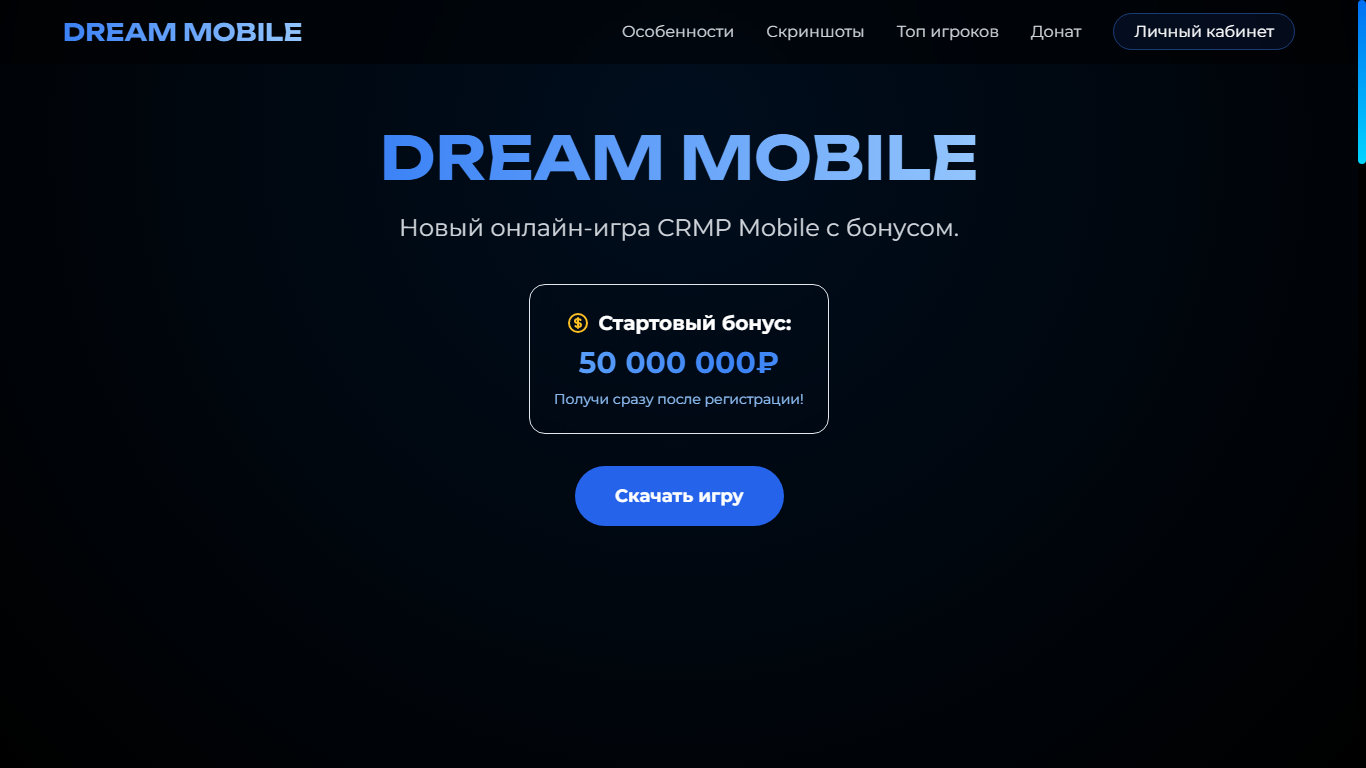 DREAM MOBILE
Особенности
Скриншоты
Топ игроков
Донат
Личный кабинет
DREAM MOBILE
Новый онлайн-игра CRMP Mobile с бонусом.
Стартовый бонус:
50 000 000₽
Получи сразу после регистрации!
Скачать игру